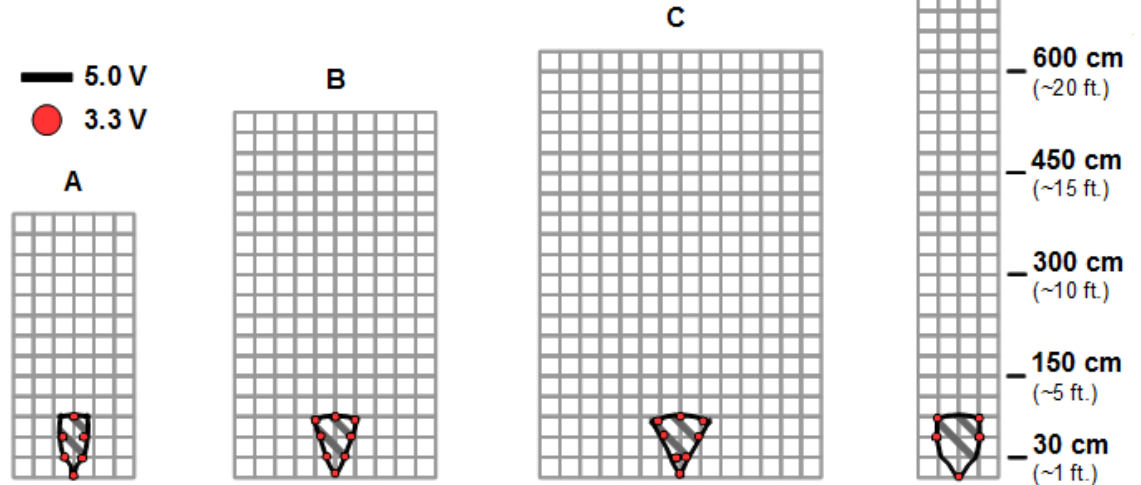 C
5.0 V
3.3 V
B
A
600 cm
(~20 ft.)
450 cm
(~15 ft.)
300 cm
(~10 ft.)
150 cm
(~5 ft.)
30 cm
(~1 ft.)